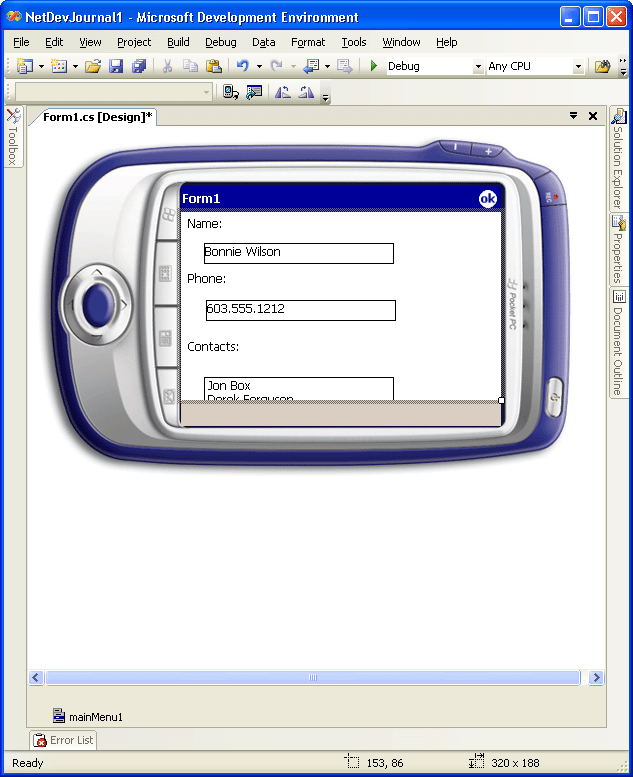 NetDevJournal1 - Microsoft Development Environment
File Edit View Project Build Debug Data Format Tools Window Help
Debug Any CPU
Form1.cs [Design]*
Toolbox
Solution Explorer
Properties
Document Outline
- +
Form1 ok
Name:
Bonnie Wilson
Phone:
603.555.1212
Contacts:
Jon Box
Derek Ferguson
Pocket PC
mainMenu1
Error List
Ready 153, 86 320 x 188